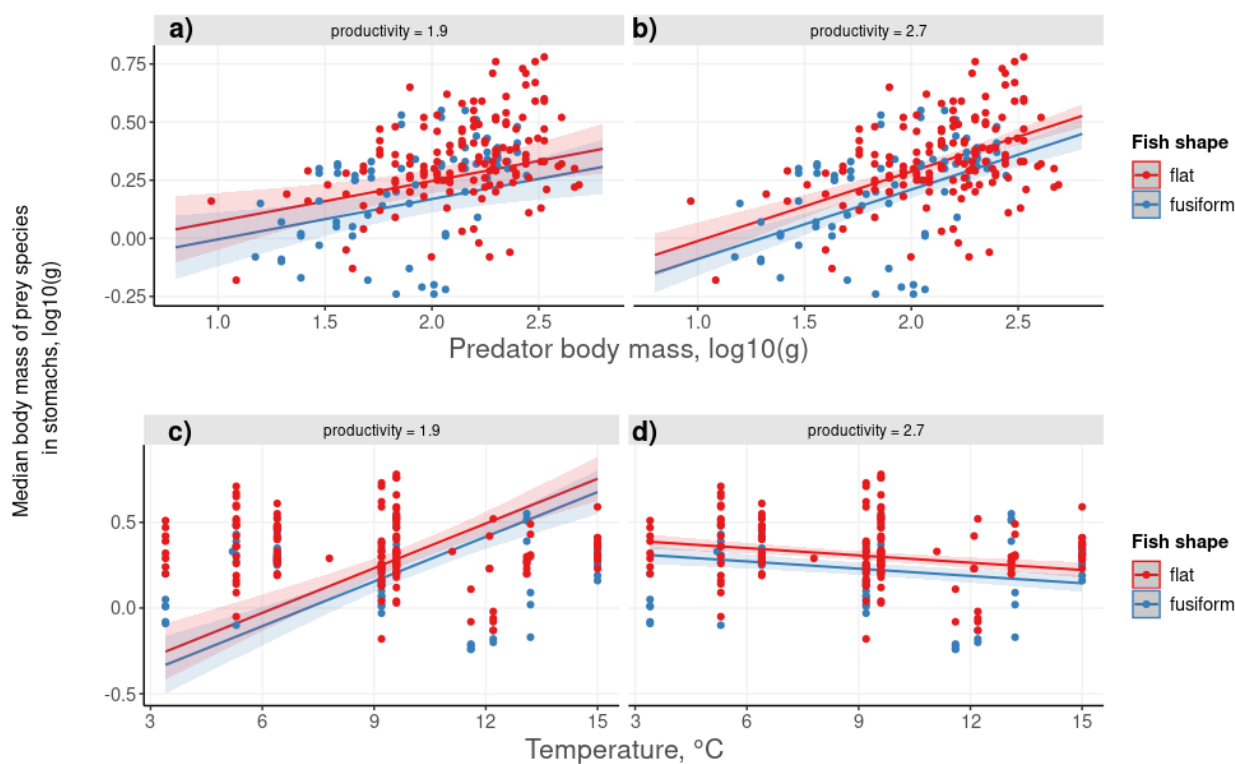 a)
productivity = 1.9
b)
productivity = 2.7
0.75
0.50
0.25
0.00
-0.25
1.0
1.5
2.0
2.5
1.0
1.5
2.0
2.5
Predator body mass, log10(g)
Fish shape
flat
fusiform
Median body mass of prey species
in stomachs, log10(g)
c)
productivity = 1.9
d)
productivity = 2.7
0.5
0.0
-0.5
3
6
9
12
15
3
6
9
12
15
Temperature, °C
Fish shape
flat
fusiform